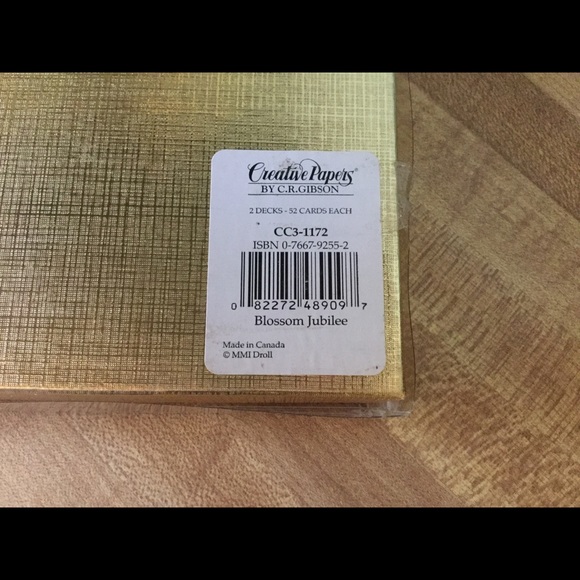 Creative Papers
BY C.R.GIBSON
2 DECKS - 52 CARDS EACH
CC3-1172
ISBN 0-7667-9255-2
0 82272 48909 7
Blossom Jubilee
Made in Canada
© MMI Droll